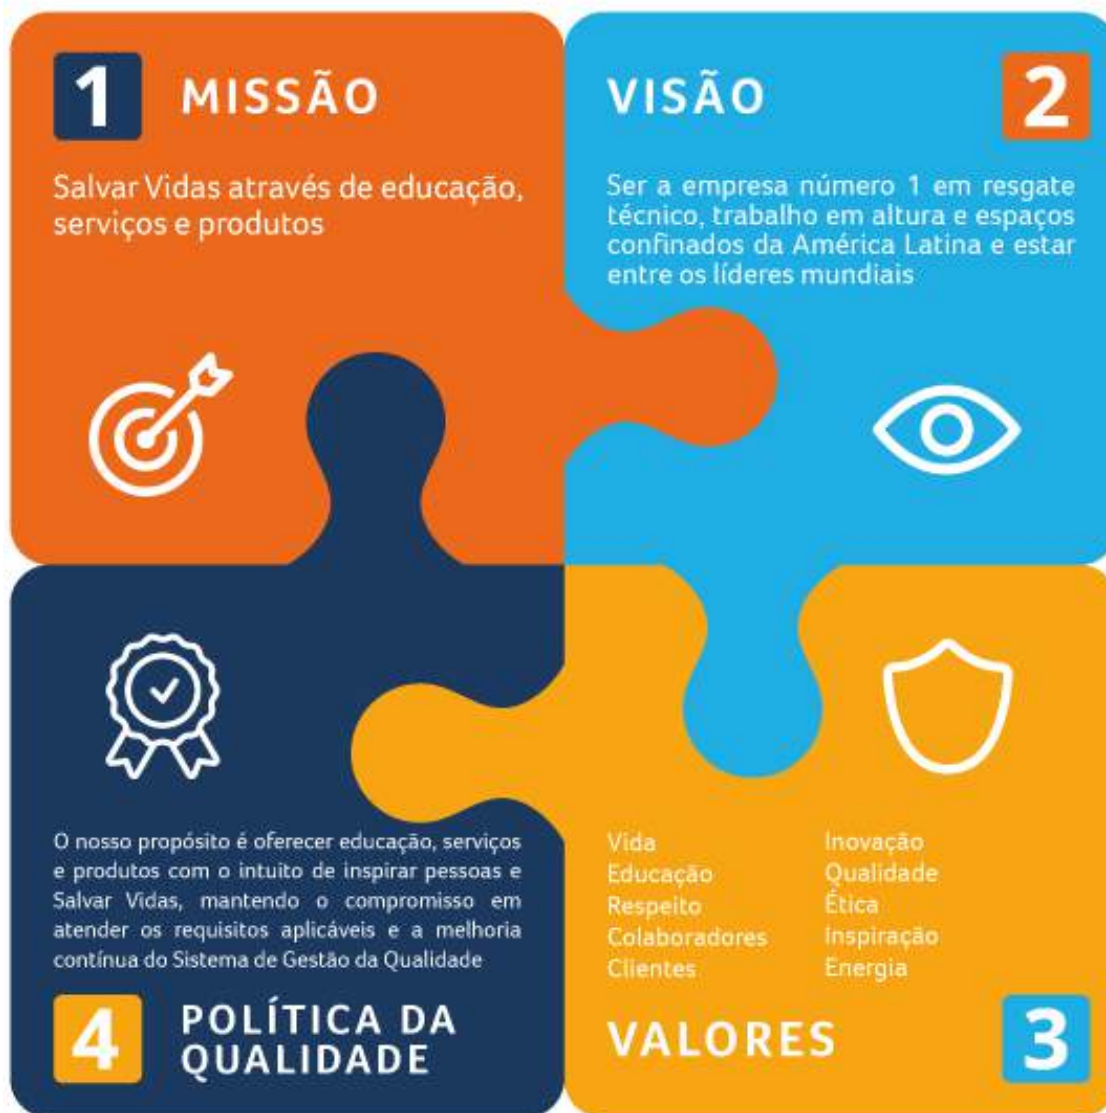 1 MISSÃO
Salvar Vidas através de educação,
serviços e produtos
VISÃO 2
Ser a empresa número 1 em resgate
técnico, trabalho em altura e espaços
confinados da América Latina e estar
entre os líderes mundiais
Vida
Educação
Respeito
Colaboradores
Clientes
Inovação
Qualidade
Ética
Inspiração
Energia
VALORES 3
O nosso propósito é oferecer educação, serviços
e produtos com o intuito de inspirar pessoas e
Salvar Vidas, mantendo o compromisso em
atender os requisitos aplicáveis e a melhoria
contínua do Sistema de Gestão da Qualidade
4 POLÍTICA DA
QUALIDADE